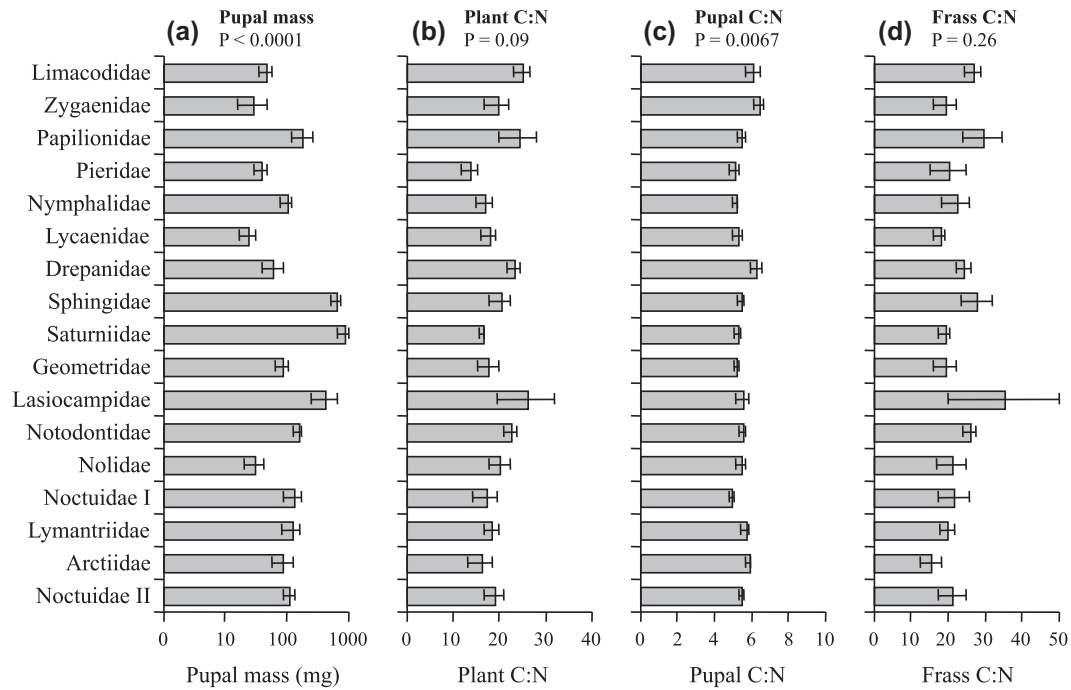 (a) Pupal mass
P < 0.0001
(b) Plant C:N
P = 0.09
(c) Pupal C:N
P = 0.0067
(d) Frass C:N
P = 0.26
Limacodidae
Zygaenidae
Papilionidae
Pieridae
Nymphalidae
Lycaenidae
Drepanidae
Sphingidae
Saturniidae
Geometridae
Lasiocampidae
Notodontidae
Nolidae
Noctuidae I
Lymantriidae
Arctiidae
Noctuidae II
0 10 100 1000
0 10 20 30 40
0 2 4 6 8 10
0 10 20 30 40 50
Pupal mass (mg)
Plant C:N
Pupal C:N
Frass C:N